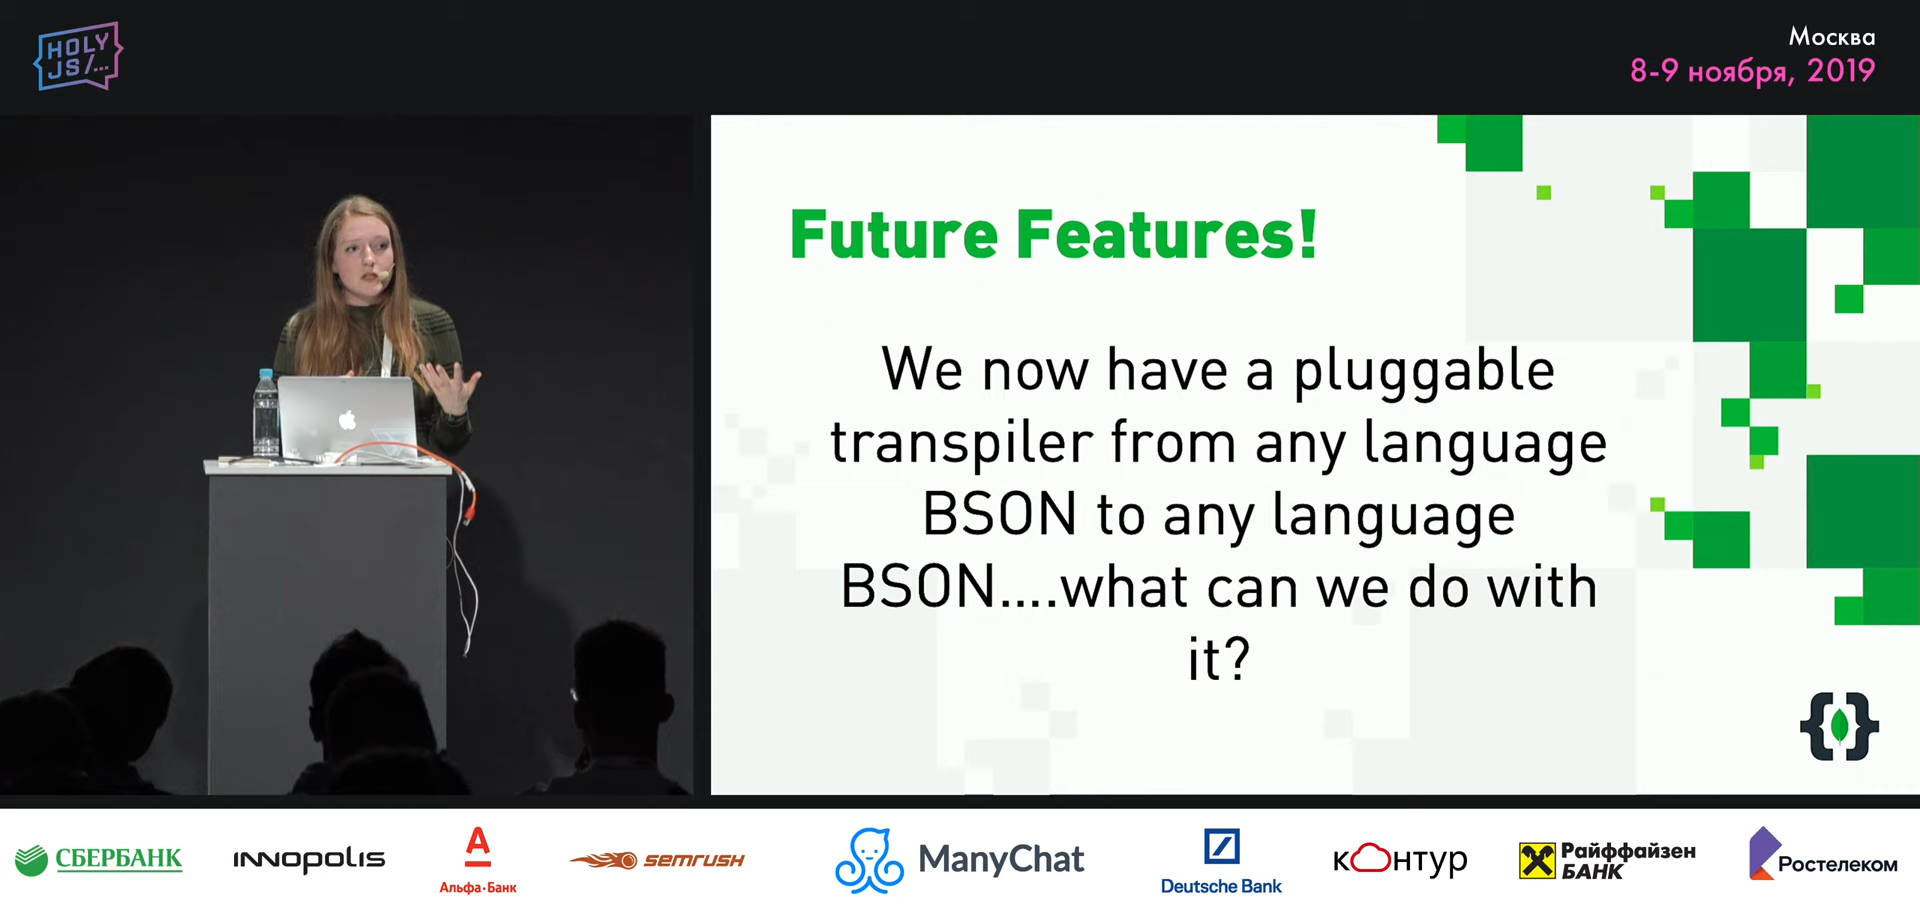 HOLY
JS/...
Москва
8-9 ноября, 2019
Future Features!
We now have a pluggable
transpiler from any language
BSON to any language
BSON....what can we do with
it?
СБЕРБАНК
INNOPOLIS
Альфа·Банк
semrush
ManyChat
Deutsche Bank
контур
Райффайзен
БАНК
Ростелеком